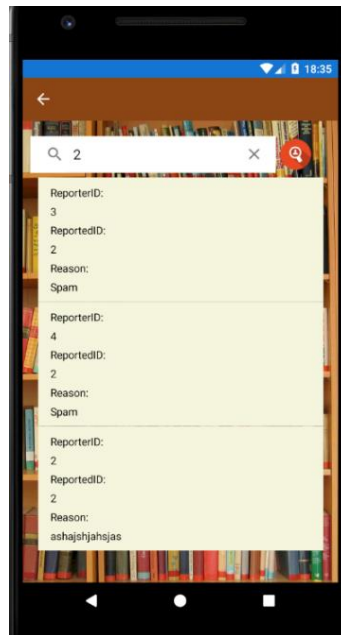 18:35
2
ReporterID:
3
ReportedID:
2
Reason:
Spam
ReporterID:
4
ReportedID:
2
Reason:
Spam
ReporterID:
2
ReportedID:
2
Reason:
ashajshjahsjas